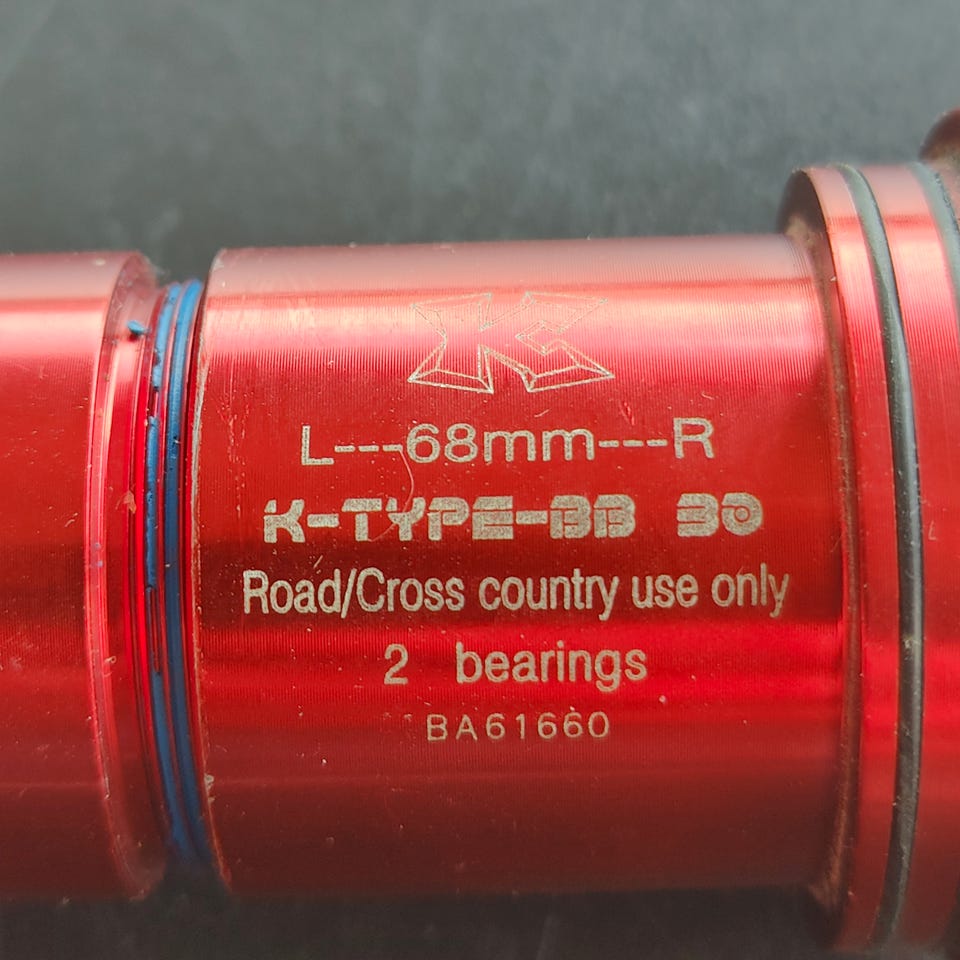 K
L---68mm---R
K-TYPE-BB 30
Road/Cross country use only
2 bearings
BA61660